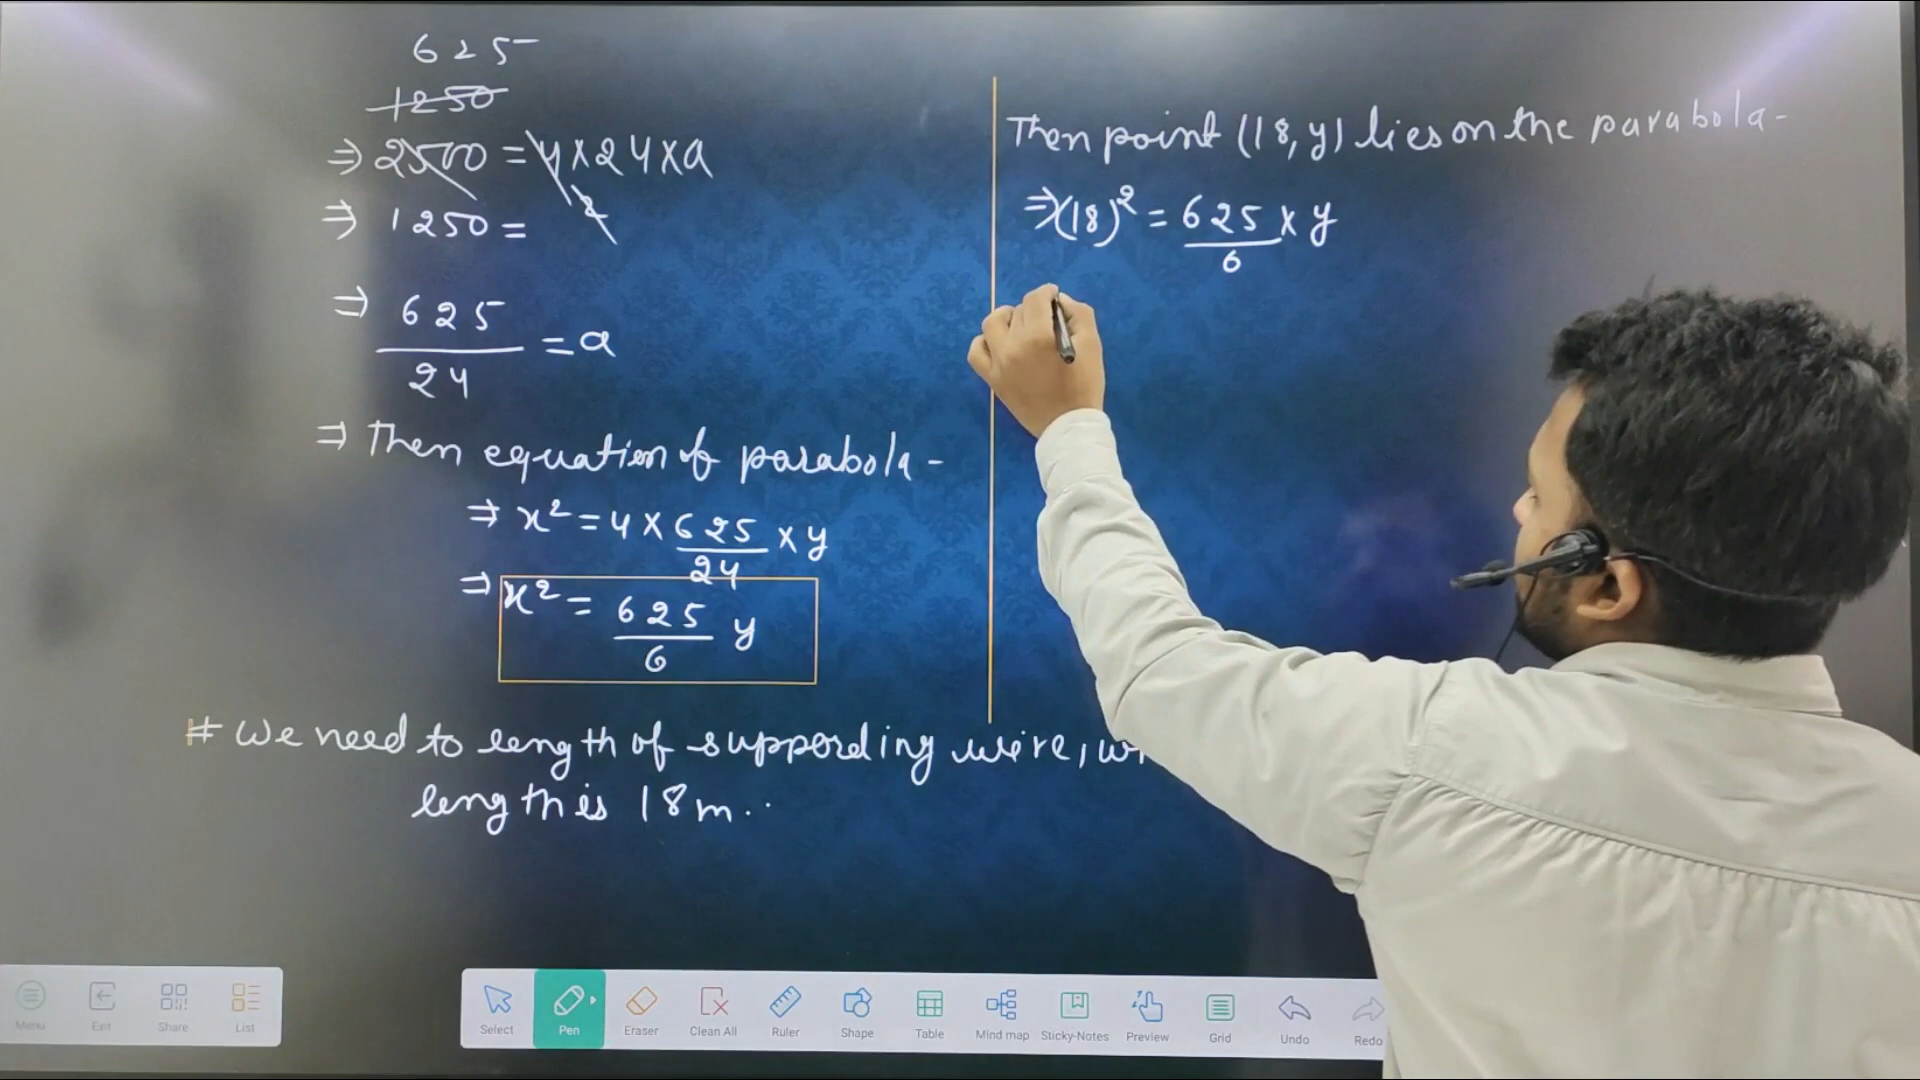 625
1250
⇒ 2500 = 4 × 24 × a
⇒ 1250 =
⇒ 625/24 = a
⇒ Then equation of parabola -
⇒ x² = 4 × 625/24 × y
⇒ x² = 625/6 y
# We need to length of suppording wire,
length is 18m.
Then point (18, y) lies on the parabola -
⇒ (18)² = 625/6 × y
Menu Exit Share List
Select Pen Eraser Clean All Ruler Shape Table Mind map Sticky-Notes Preview Grid Undo Redo